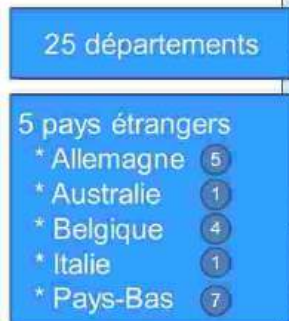 25 départements
5 pays étrangers
* Allemagne 5
* Australie 1
* Belgique 4
* Italie 1
* Pays-Bas 7